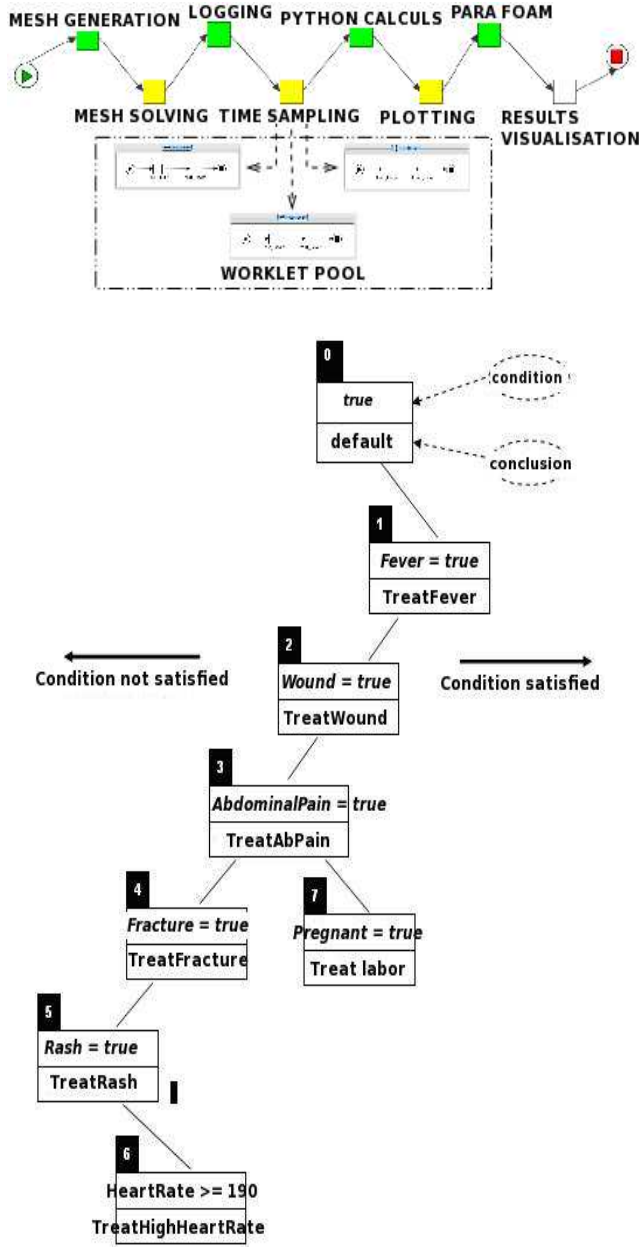 MESH GENERATION
LOGGING
PYTHON CALCULS
PARA FOAM
MESH SOLVING
TIME SAMPLING
PLOTTING
RESULTS
VISUALISATION
WORKLET POOL
0
true
default
condition
conclusion
1
Fever = true
TreatFever
Condition not satisfied
Condition satisfied
2
Wound = true
TreatWound
3
AbdominalPain = true
TreatAbPain
4
Fracture = true
TreatFracture
7
Pregnant = true
Treat labor
5
Rash = true
TreatRash
6
HeartRate >= 190
TreatHighHeartRate